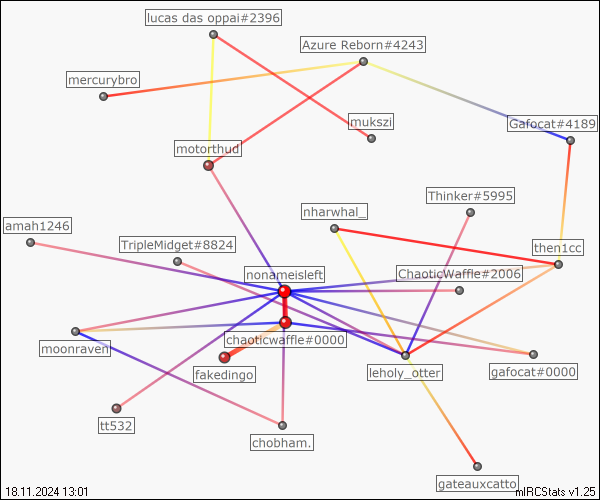 lucas das oppai#2396
Azure Reborn#4243
mercurybro
mukszi
Gafocat#4189
motorthud
Thinker#5995
nharwhal_
amah1246
TripleMidget#8824
then1cc
nonameisleft
ChaoticWaffle#2006
chaoticwaffle#0000
moonraven
fakedingo
leholy_otter
gafocat#0000
tt532
chobham.
gateauxcatto
18.11.2024 13:01
mIRCStats v1.25